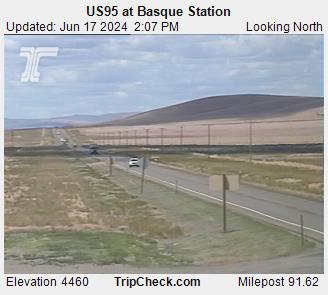 US95 at Basque Station
Updated: Jun 17 2024 2:07 PM Looking North
Elevation 4460 TripCheck.com Milepost 91.62